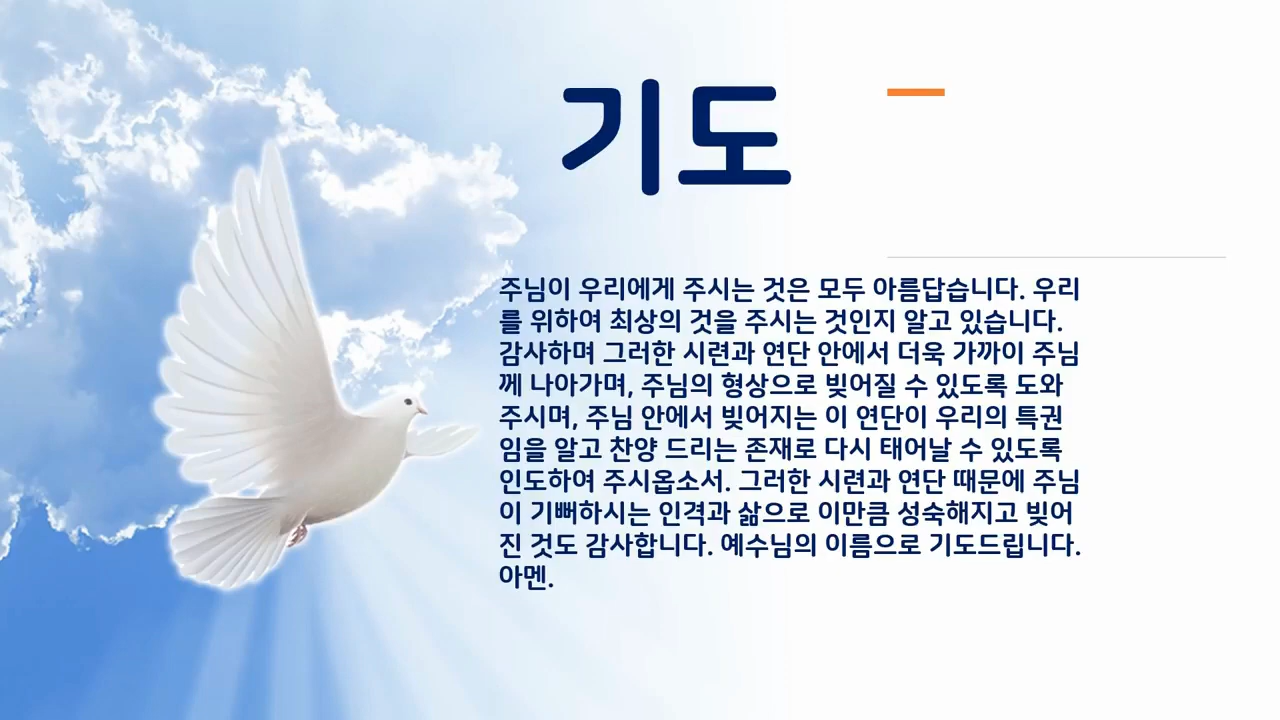 기도
주님이 우리에게 주시는 것은 모두 아름답습니다. 우리
를 위하여 최상의 것을 주시는 것인지 알고 있습니다.
감사하며 그러한 시련과 연단 안에서 더욱 가까이 주님
께 나아가며, 주님의 형상으로 빚어질 수 있도록 도와
주시며, 주님 안에서 빚어지는 이 연단이 우리의 특권
임을 알고 찬양 드리는 존재로 다시 태어날 수 있도록
인도하여 주시옵소서. 그러한 시련과 연단 때문에 주님
이 기뻐하시는 인격과 삶으로 이만큼 성숙해지고 빚어
진 것도 감사합니다. 예수님의 이름으로 기도드립니다.
아멘.